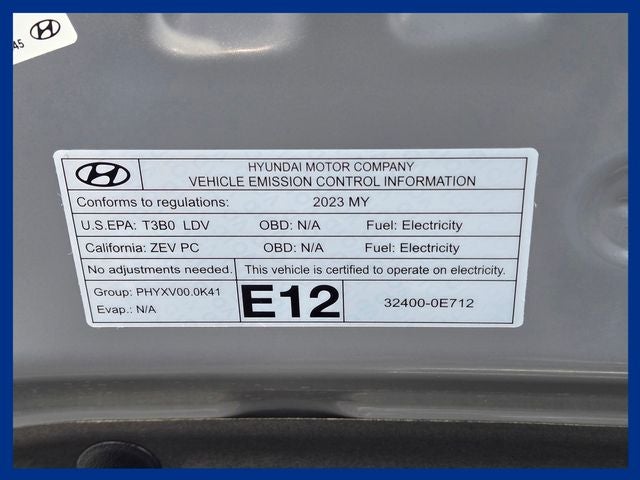 45
HYUNDAI MOTOR COMPANY
VEHICLE EMISSION CONTROL INFORMATION
Conforms to regulations: 2023 MY
U.S.EPA: T3B0 LDV OBD: N/A Fuel: Electricity
California: ZEV PC OBD: N/A Fuel: Electricity
No adjustments needed. This vehicle is certified to operate on electricity.
Group: PHYXV00.0K41
Evap.: N/A
E12
32400-0E712